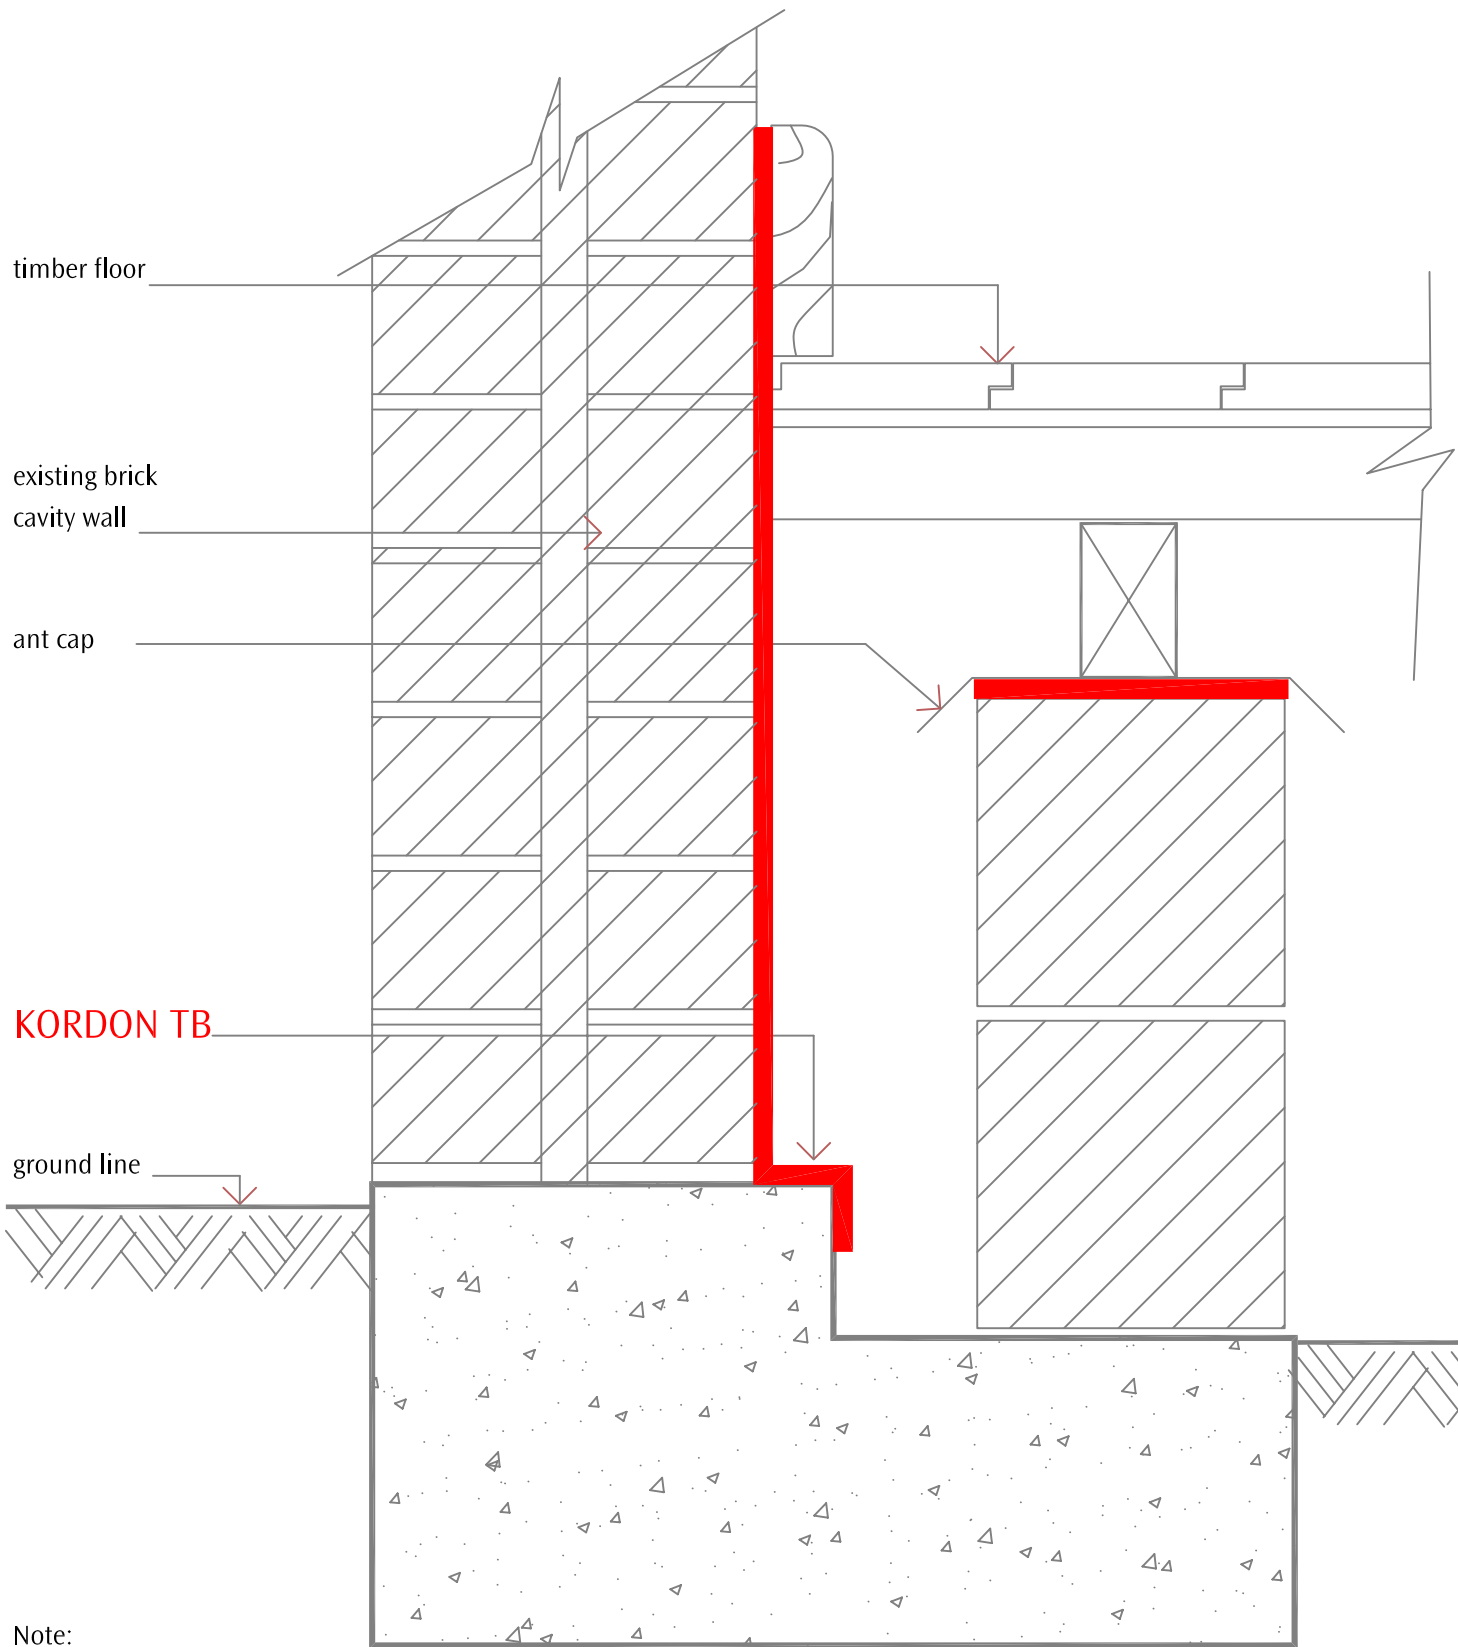 timber floor
existing brick
cavity wall
ant cap
KORDON TB
ground line
Note: